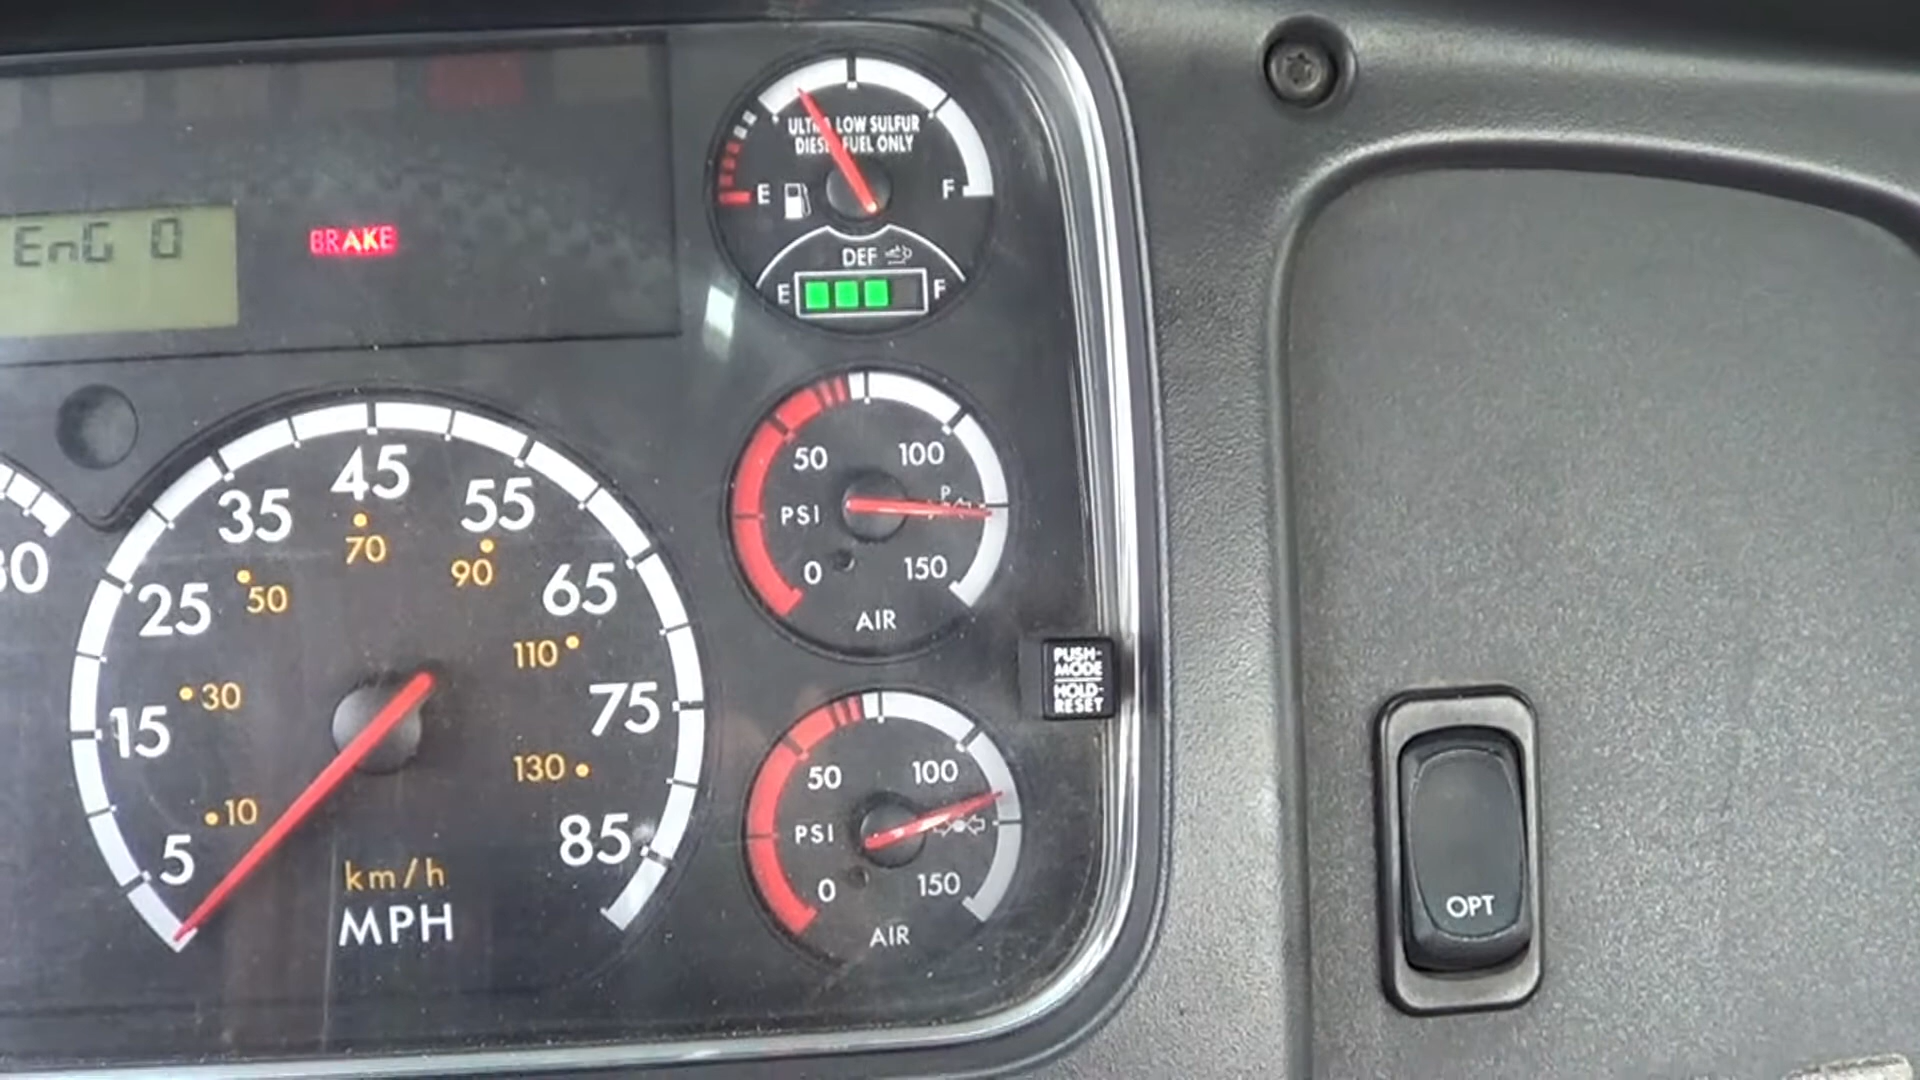 ULTRA LOW SULFUR
DIESEL FUEL ONLY
E F
DEF
E F
EnG 0
BRAKE
50 100
P
PSI
0 150
AIR
PUSH-
MODE
HOLD-
RESET
5 15 25 35 45 55 65 75 85
10 30 50 70 90 110 130
km/h
MPH
50 100
PSI
0 150
AIR
OPT